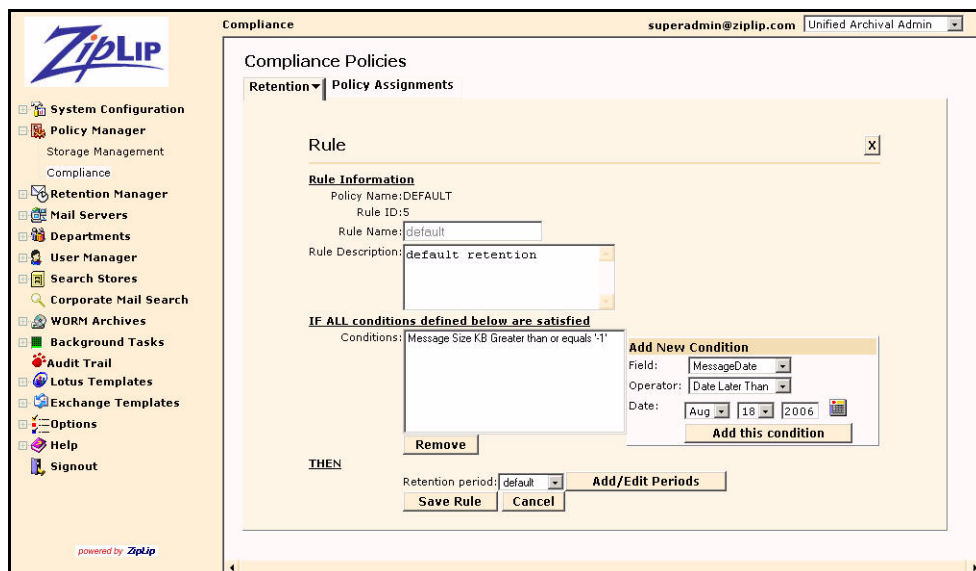 ZipLip
Compliance
superadmin@ziplip.com Unified Archival Admin
Compliance Policies
Retention Policy Assignments
System Configuration
Policy Manager
Storage Management
Compliance
Retention Manager
Mail Servers
Departments
User Manager
Search Stores
Corporate Mail Search
WORM Archives
Background Tasks
Audit Trail
Lotus Templates
Exchange Templates
Options
Help
Signout
powered by ZipLip
Rule X
Rule Information
Policy Name:DEFAULT
Rule ID:5
Rule Name: default
Rule Description: default retention
IF ALL conditions defined below are satisfied
Conditions: Message Size KB Greater than or equals '-1'
Remove
Add New Condition
Field: MessageDate
Operator: Date Later Than
Date: Aug 18 2006
Add this condition
THEN
Retention period: default Add/Edit Periods
Save Rule Cancel